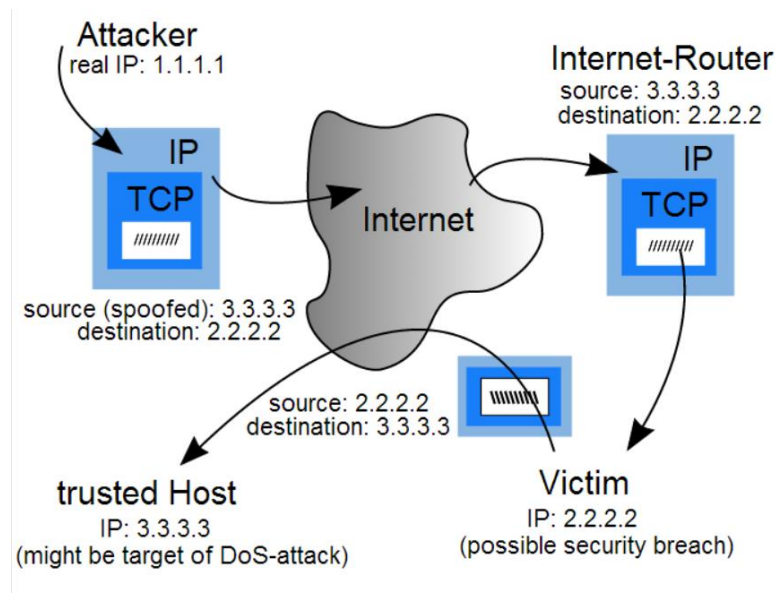 Attacker
real IP: 1.1.1.1
IP
TCP
//////////
source (spoofed): 3.3.3.3
destination: 2.2.2.2
Internet
Internet-Router
source: 3.3.3.3
destination: 2.2.2.2
IP
TCP
//////////
source: 2.2.2.2
destination: 3.3.3.3
\\\\\\\\\\
trusted Host
IP: 3.3.3.3
(might be target of DoS-attack)
Victim
IP: 2.2.2.2
(possible security breach)